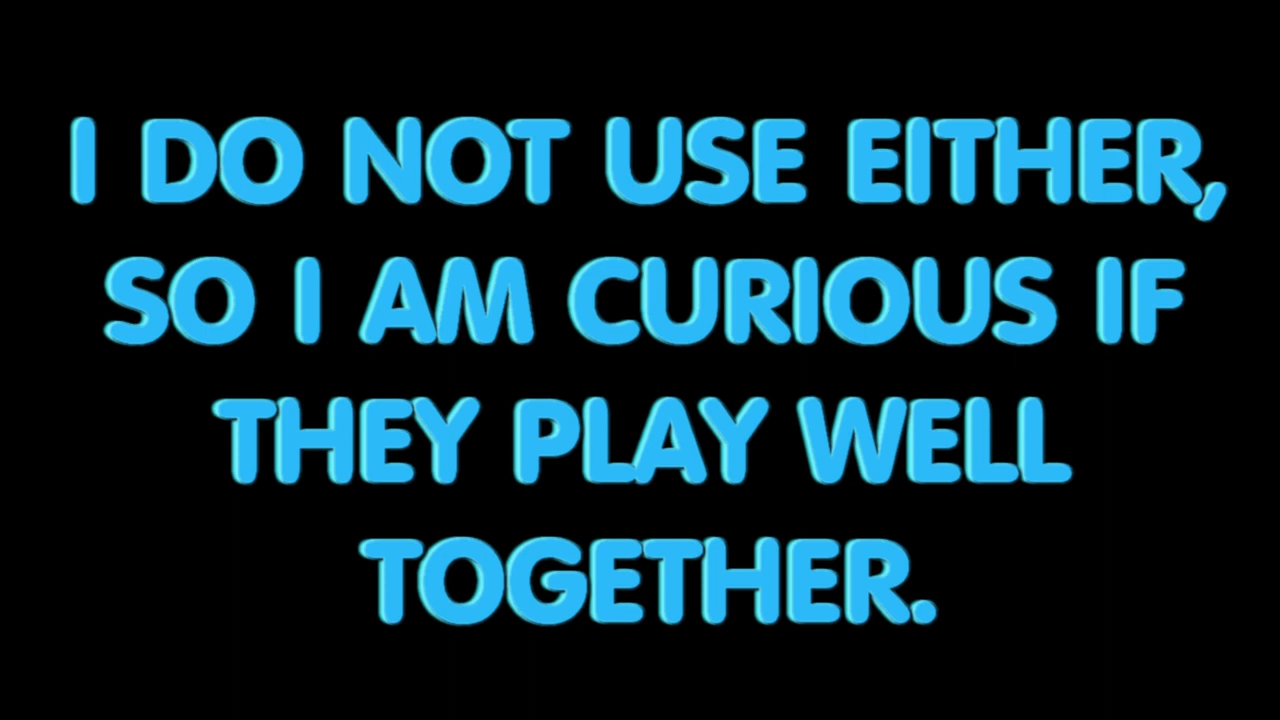 I DO NOT USE EITHER,
SO I AM CURIOUS IF
THEY PLAY WELL
TOGETHER.